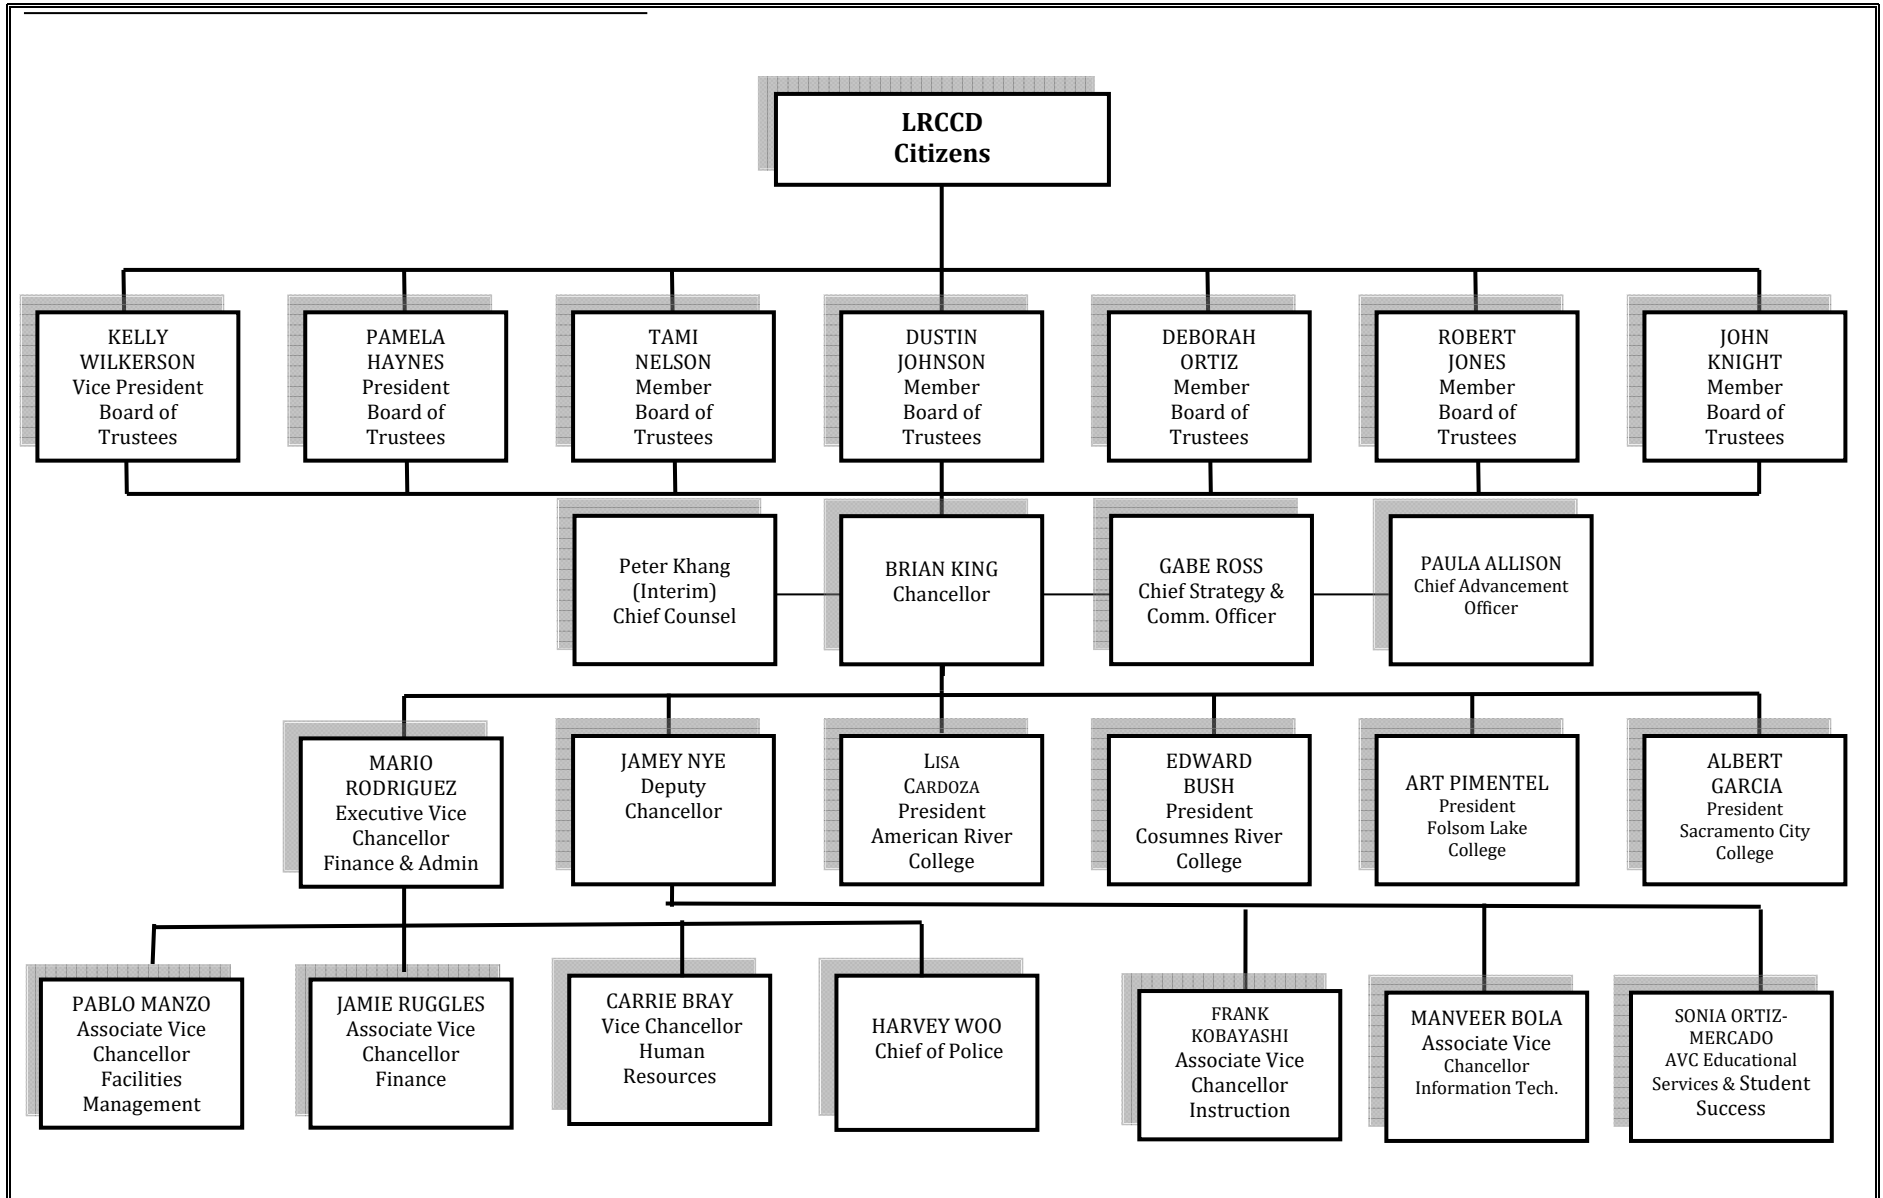 LRCCD
Citizens
KELLY
WILKERSON
Vice President
Board of
Trustees
PAMELA
HAYNES
President
Board of
Trustees
TAMI
NELSON
Member
Board of
Trustees
DUSTIN
JOHNSON
Member
Board of
Trustees
DEBORAH
ORTIZ
Member
Board of
Trustees
ROBERT
JONES
Member
Board of
Trustees
JOHN
KNIGHT
Member
Board of
Trustees
Peter Khang
(Interim)
Chief Counsel
BRIAN KING
Chancellor
GABE ROSS
Chief Strategy &
Comm. Officer
PAULA ALLISON
Chief Advancement
Officer
MARIO
RODRIGUEZ
Executive Vice
Chancellor
Finance & Admin
JAMEY NYE
Deputy
Chancellor
LISA
CARDOZA
President
American River
College
EDWARD
BUSH
President
Cosumnes River
College
ART PIMENTEL
President
Folsom Lake
College
ALBERT
GARCIA
President
Sacramento City
College
PABLO MANZO
Associate Vice
Chancellor
Facilities
Management
JAMIE RUGGLES
Associate Vice
Chancellor
Finance
CARRIE BRAY
Vice Chancellor
Human
Resources
HARVEY WOO
Chief of Police
FRANK
KOBAYASHI
Associate Vice
Chancellor
Instruction
MANVEER BOLA
Associate Vice
Chancellor
Information Tech.
SONIA ORTIZ-
MERCADO
AVC Educational
Services & Student
Success